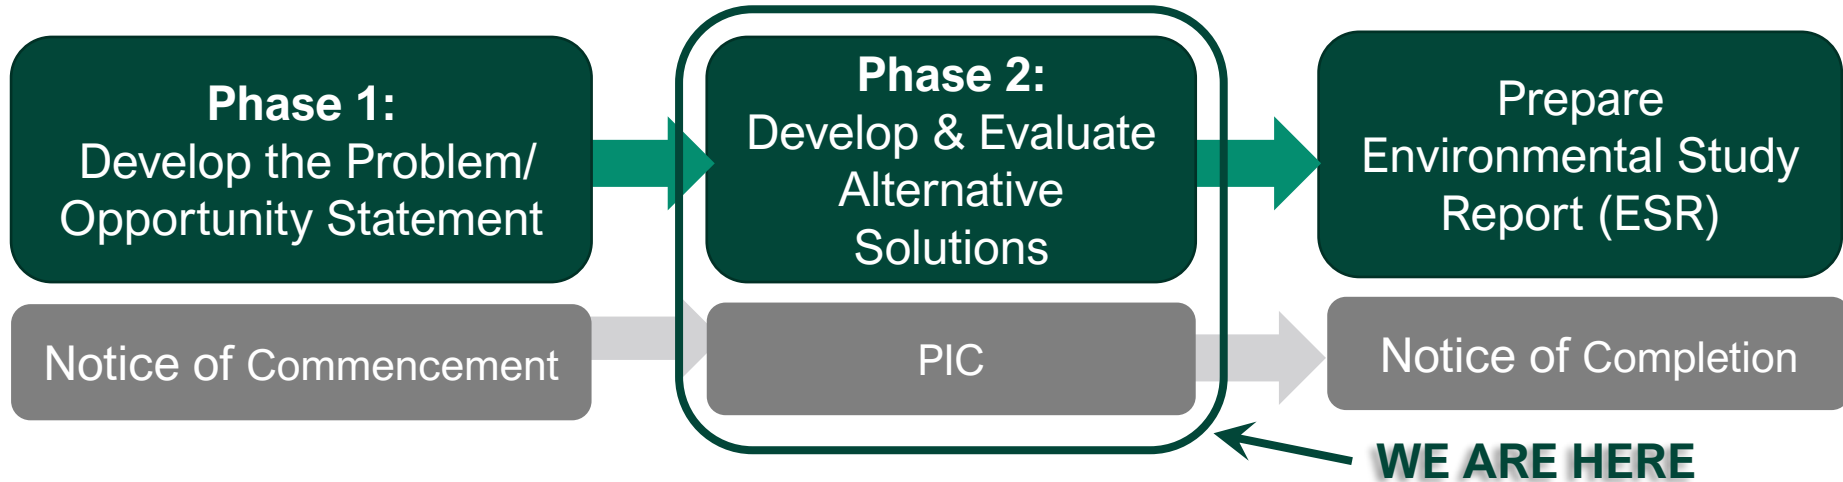 Phase 1:
Develop the Problem/
Opportunity Statement
Phase 2:
Develop & Evaluate
Alternative
Solutions
Prepare
Environmental Study
Report (ESR)
Notice of Commencement
PIC
Notice of Completion
WE ARE HERE